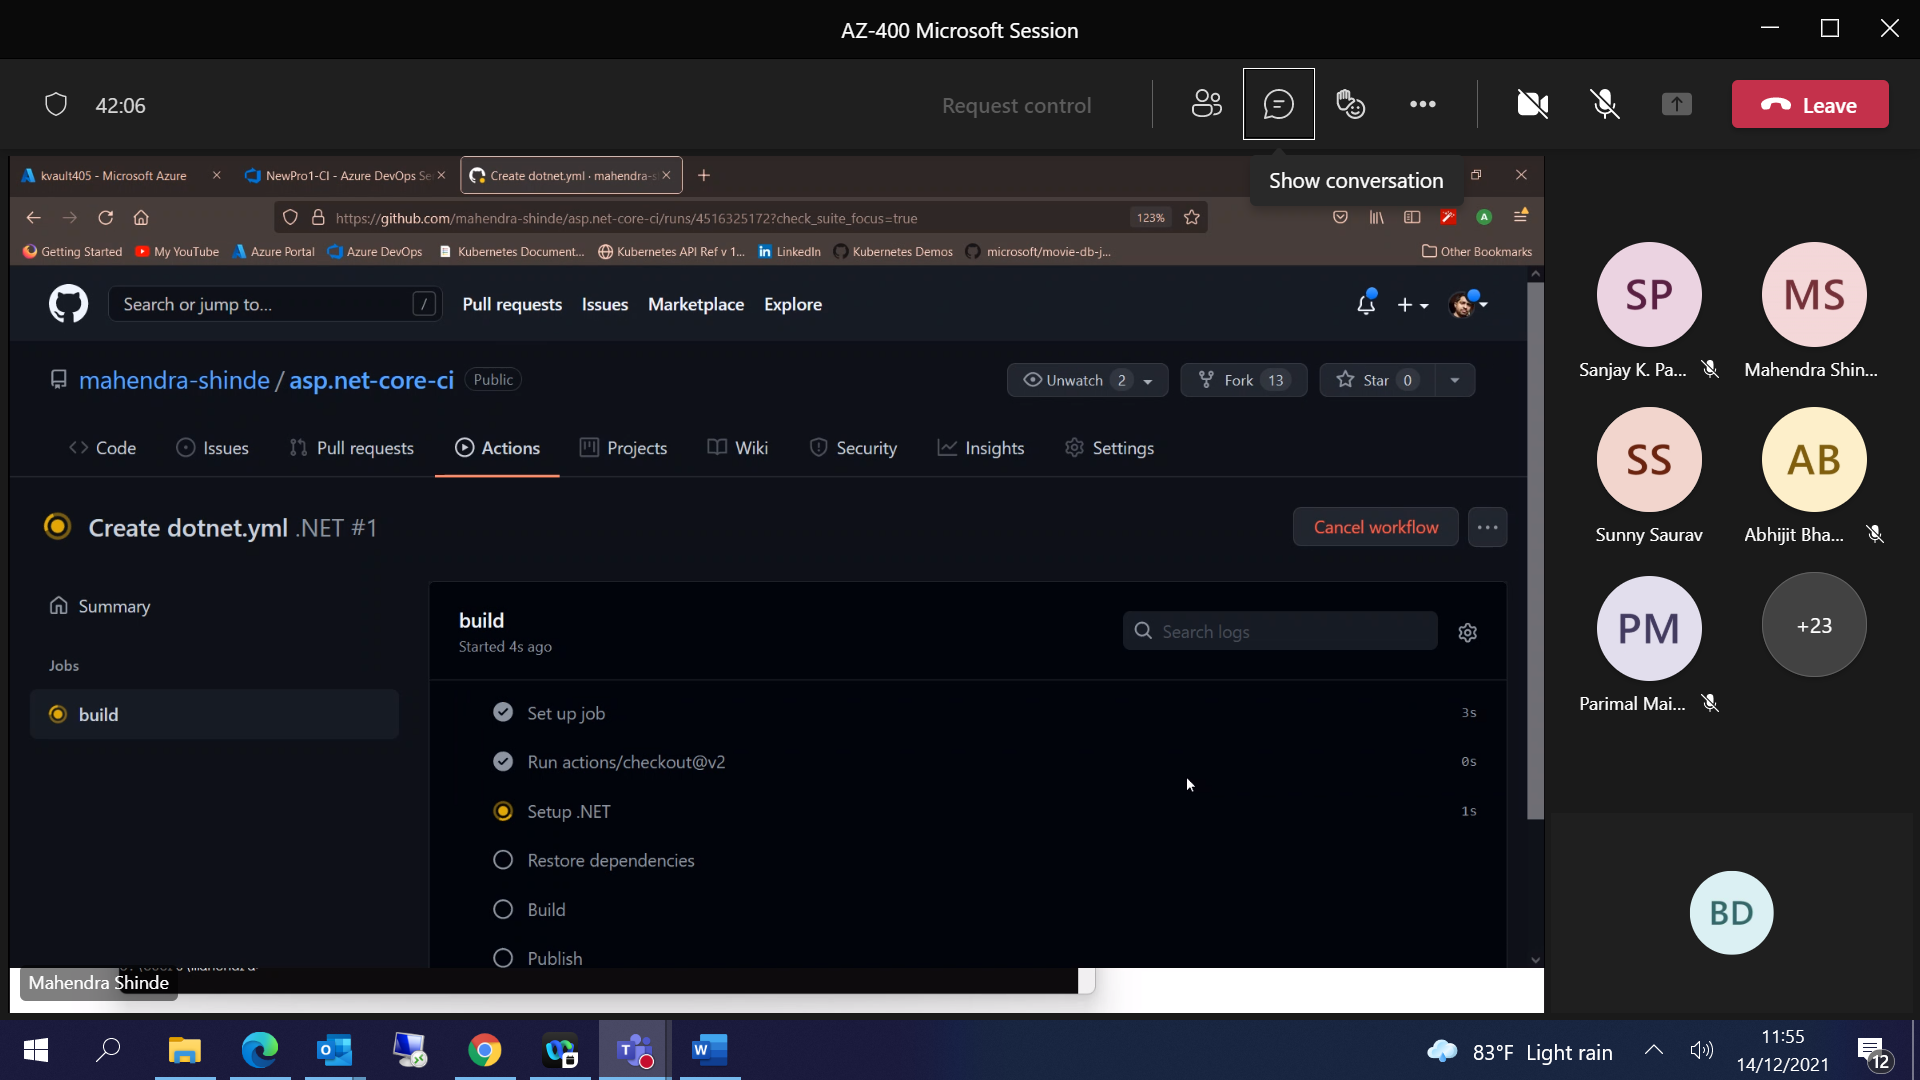 AZ-400 Microsoft Session
42:06
Request control
Leave
Show conversation
kvault405 - Microsoft Azure
NewPro1-CI - Azure DevOps Se
Create dotnet.yml · mahendra-s
https://github.com/mahendra-shinde/asp.net-core-ci/runs/4516325172?check_suite_focus=true
123%
A
Getting Started
My YouTube
Azure Portal
Azure DevOps
Kubernetes Document...
Kubernetes API Ref v 1...
in LinkedIn
Kubernetes Demos
microsoft/movie-db-j...
Other Bookmarks
Search or jump to...
/
Pull requests
Issues
Marketplace
Explore
mahendra-shinde / asp.net-core-ci
Public
Unwatch 2
Fork 13
Star 0
Code
Issues
Pull requests
Actions
Projects
Wiki
Security
Insights
Settings
Create dotnet.yml .NET #1
Cancel workflow
Summary
Jobs
build
build
Started 4s ago
Search logs
Set up job 3s
Run actions/checkout@v2 0s
Setup .NET 1s
Restore dependencies
Build
Publish
Mahendra Shinde
SP
Sanjay K. Pa...
MS
Mahendra Shin...
SS
Sunny Saurav
AB
Abhijit Bha...
PM
Parimal Mai...
+23
BD
83°F Light rain
11:55
14/12/2021
12